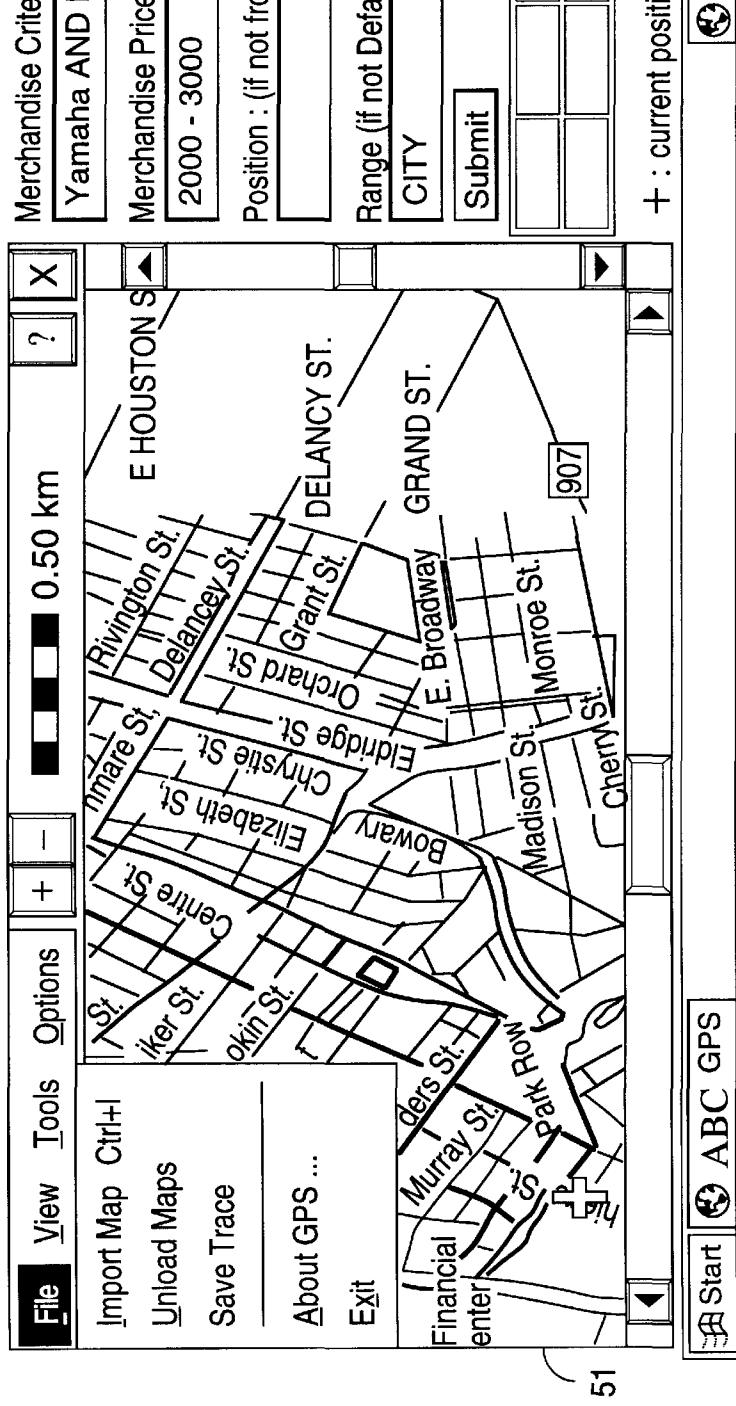 File View Tools Options + – 0.50 km ? X
Import Map Ctrl+I
Unload Maps
Save Trace
About GPS ...
Exit
St.
iker St.
okin St.
t
ders St.
Murray St.
Park Row
St.
Financial
enter
Centre St.
nmare St,
Elizabeth St,
Chrystie St.
Eldridge St.
Orchard St.
Bowary
Rivington St.
Delancey St.
Grant St.
E. Broadway
Madison St.
Monroe St.
Cherry St.
E HOUSTON S
DELANCY ST.
GRAND ST.
907
Merchandise Crite
Yamaha AND
Merchandise Price
2000 - 3000
Position : (if not fro
Range (if not Defa
CITY
Submit
+ : current positi
Start ABC GPS
51